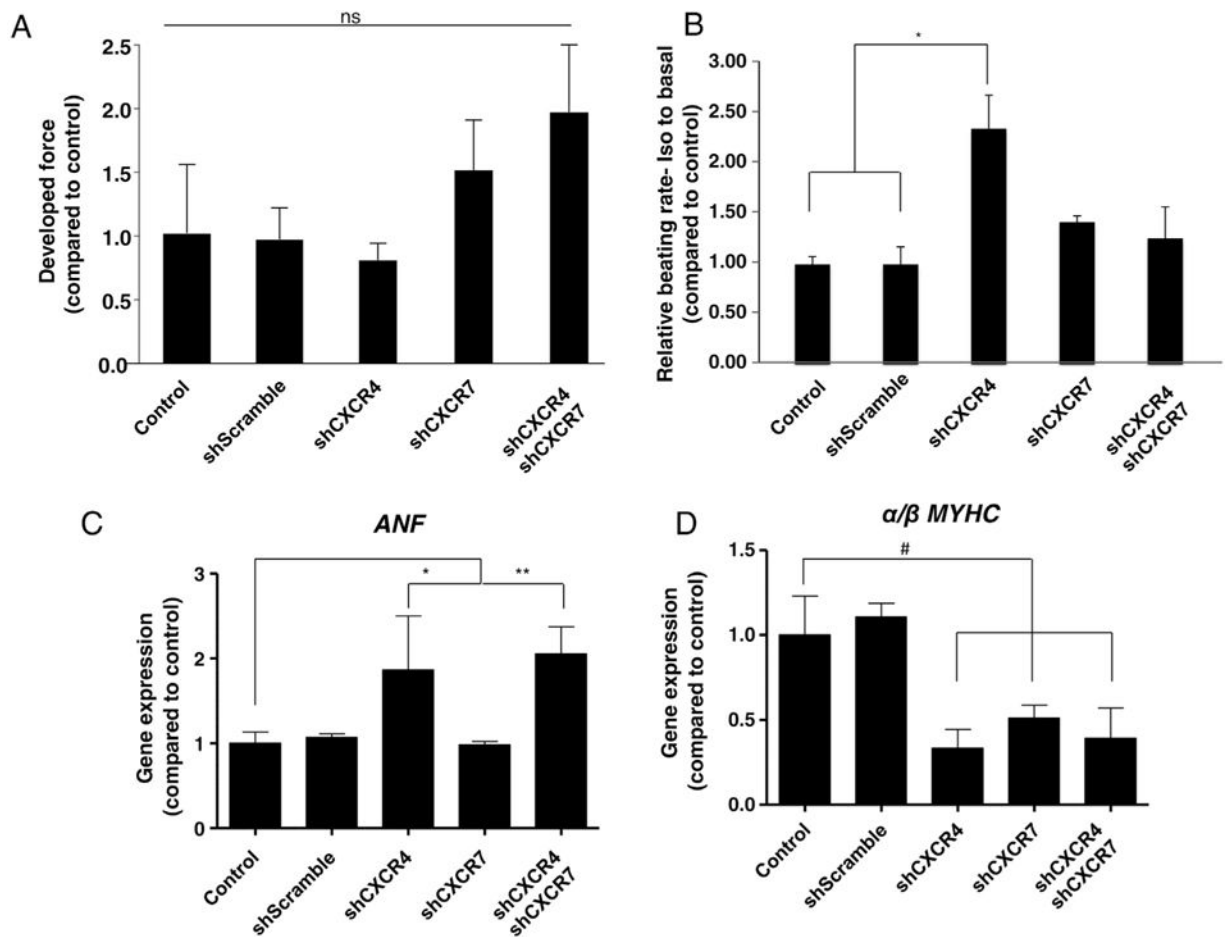 A
ns
Developed force
(compared to control)
2.5
2.0
1.5
1.0
0.5
0.0
Control
shScramble
shCXCR4
shCXCR7
shCXCR4
shCXCR7
B
*
Relative beating rate- Iso to basal
(compared to control)
3.00
2.50
2.00
1.50
1.00
0.50
0.00
Control
shScramble
shCXCR4
shCXCR7
shCXCR4
shCXCR7
C
ANF
* **
Gene expression
(compared to control)
3
2
1
0
Control
shScramble
shCXCR4
shCXCR7
shCXCR4
shCXCR7
D
α/β MYHC
#
Gene expression
(compared to control)
1.5
1.0
0.5
0.0
Control
shScramble
shCXCR4
shCXCR7
shCXCR4
shCXCR7